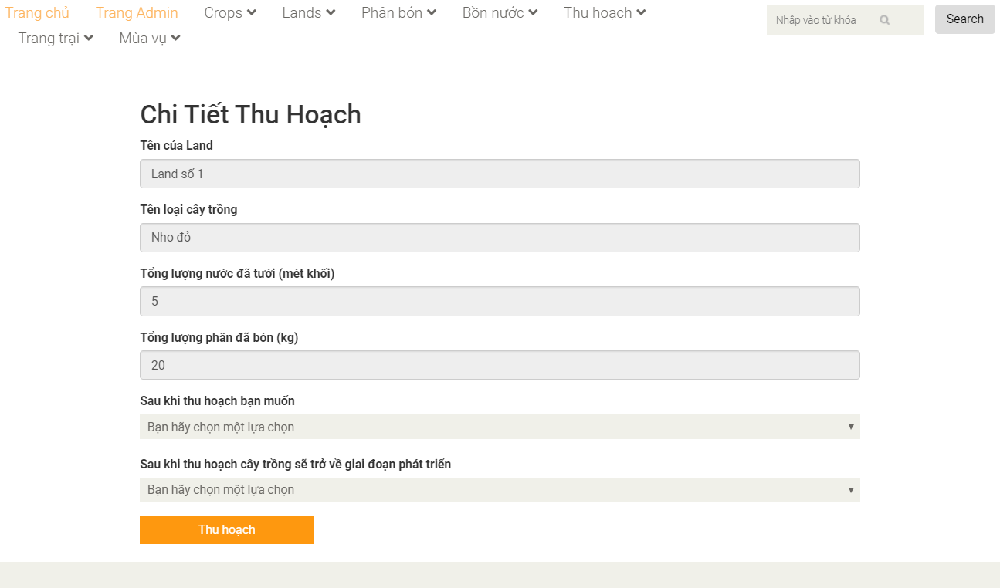 Trang chủ Trang Admin Crops Lands Phân bón Bồn nước Thu hoạch Nhập vào từ khóa Search
Trang trại Mùa vụ
Chi Tiết Thu Hoạch
Tên của Land
Land số 1
Tên loại cây trồng
Nho đỏ
Tổng lượng nước đã tưới (mét khối)
5
Tổng lượng phân đã bón (kg)
20
Sau khi thu hoạch bạn muốn
Bạn hãy chọn một lựa chọn
Sau khi thu hoạch cây trồng sẽ trở về giai đoạn phát triển
Bạn hãy chọn một lựa chọn
Thu hoạch